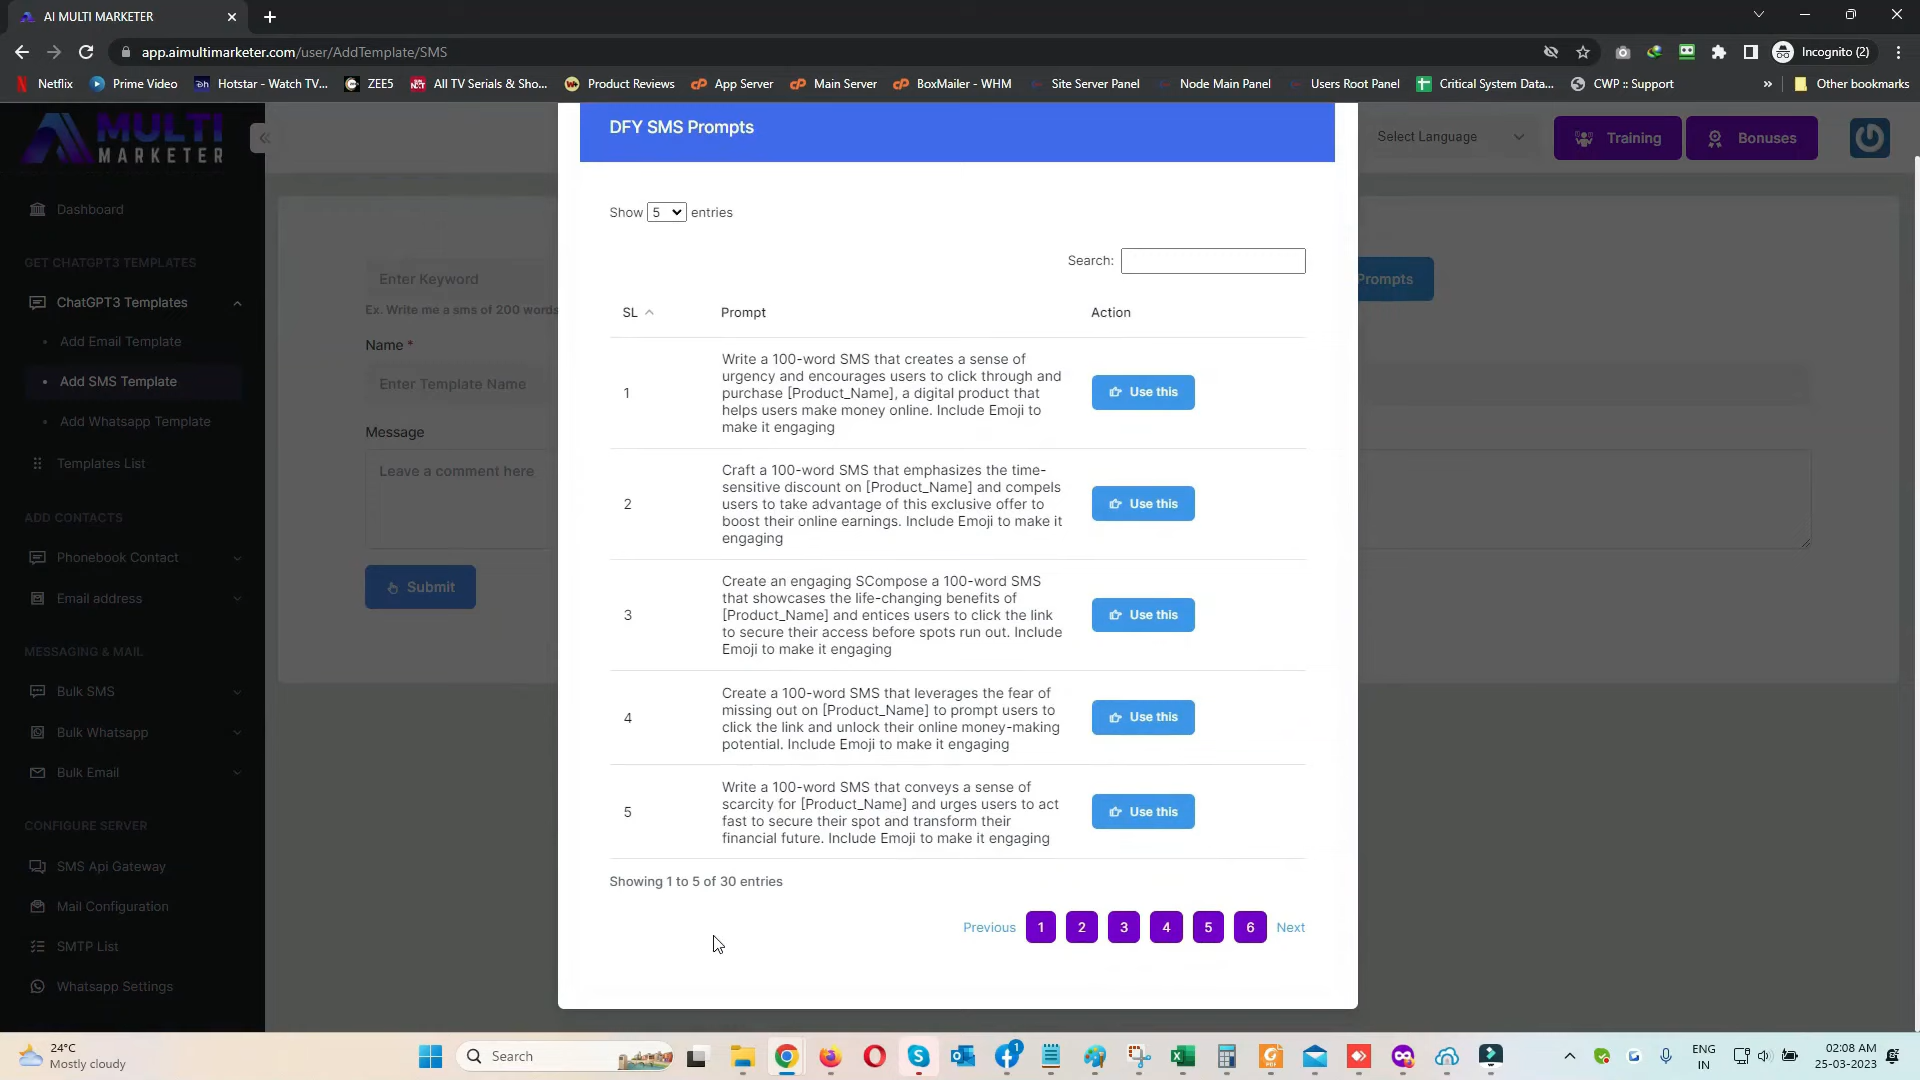 AI MULTI MARKETER
app.aimultimarketer.com/user/AddTemplate/SMS
Incognito (2)
Netflix
Prime Video
Hotstar - Watch TV...
ZEE5
All TV Serials & Sho...
Product Reviews
App Server
Main Server
BoxMailer - WHM
Site Server Panel
Node Main Panel
Users Root Panel
Critical System Data...
CWP :: Support
»
Other bookmarks
MULTI
MARKETER
Dashboard
GET CHATGPT3 TEMPLATES
ChatGPT3 Templates
Add Email Template
Add SMS Template
Add Whatsapp Template
Templates List
ADD CONTACTS
Phonebook Contact
Email address
MESSAGING & MAIL
Bulk SMS
Bulk Whatsapp
Bulk Email
CONFIGURE SERVER
SMS Api Gateway
Mail Configuration
SMTP List
Whatsapp Settings
Select Language
Training
Bonuses
Enter Keyword
Ex. Write me a sms of 200 words
Prompts
Name *
Enter Template Name
Message
Leave a comment here
Submit
DFY SMS Prompts
Show 5 entries
Search:
SL Prompt Action
1
Write a 100-word SMS that creates a sense of
urgency and encourages users to click through and
purchase [Product_Name], a digital product that
helps users make money online. Include Emoji to
make it engaging
Use this
2
Craft a 100-word SMS that emphasizes the time-
sensitive discount on [Product_Name] and compels
users to take advantage of this exclusive offer to
boost their online earnings. Include Emoji to make it
engaging
Use this
3
Create an engaging SCompose a 100-word SMS
that showcases the life-changing benefits of
[Product_Name] and entices users to click the link
to secure their access before spots run out. Include
Emoji to make it engaging
Use this
4
Create a 100-word SMS that leverages the fear of
missing out on [Product_Name] to prompt users to
click the link and unlock their online money-making
potential. Include Emoji to make it engaging
Use this
5
Write a 100-word SMS that conveys a sense of
scarcity for [Product_Name] and urges users to act
fast to secure their spot and transform their
financial future. Include Emoji to make it engaging
Use this
Showing 1 to 5 of 30 entries
Previous 1 2 3 4 5 6 Next
24°C
Mostly cloudy
Search
1
ENG
IN
02:08 AM
25-03-2023